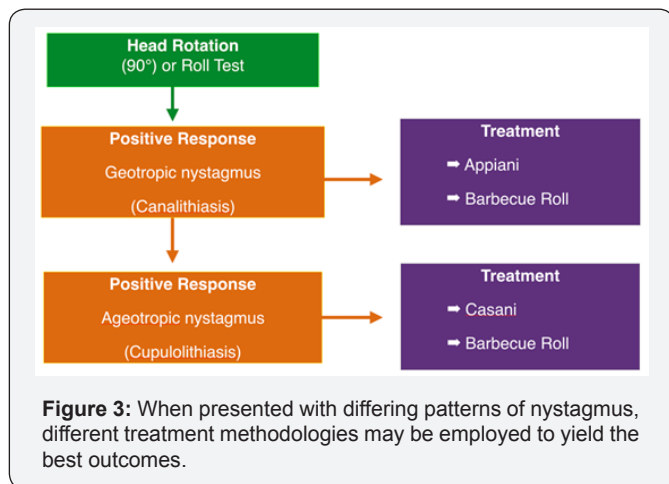 Head Rotation
(90°) or Roll Test
Positive Response
Geotropic nystagmus
(Canalithiasis)
Treatment
➡ Appiani
➡ Barbecue Roll
Positive Response
Ageotropic nystagmus
(Cupulolithiasis)
Treatment
➡ Casani
➡ Barbecue Roll
Figure 3: When presented with differing patterns of nystagmus,
different treatment methodologies may be employed to yield the
best outcomes.